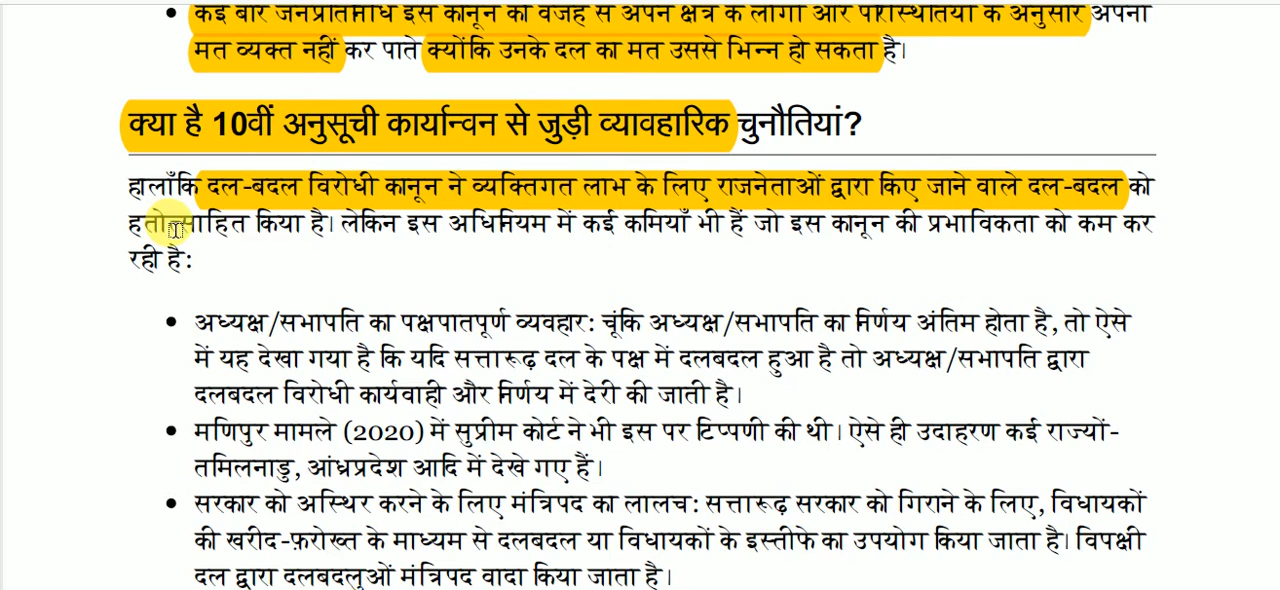 कई बार जनप्रतिनिधि इस कानून की वजह से अपने क्षेत्र के लोगों और परिस्थितियों के अनुसार अपना
मत व्यक्त नहीं कर पाते क्योंकि उनके दल का मत उससे भिन्न हो सकता है।
क्या है 10वीं अनुसूची कार्यान्वन से जुड़ी व्यावहारिक चुनौतियां?
हालाँकि दल-बदल विरोधी कानून ने व्यक्तिगत लाभ के लिए राजनेताओं द्वारा किए जाने वाले दल-बदल को
हतोत्साहित किया है। लेकिन इस अधिनियम में कई कमियाँ भी हैं जो इस कानून की प्रभाविकता को कम कर
रही है:
अध्यक्ष/सभापति का पक्षपातपूर्ण व्यवहार: चूंकि अध्यक्ष/सभापति का निर्णय अंतिम होता है, तो ऐसे
में यह देखा गया है कि यदि सत्तारूढ़ दल के पक्ष में दलबदल हुआ है तो अध्यक्ष/सभापति द्वारा
दलबदल विरोधी कार्यवाही और निर्णय में देरी की जाती है।
मणिपुर मामले (2020) में सुप्रीम कोर्ट ने भी इस पर टिप्पणी की थी। ऐसे ही उदाहरण कई राज्यों-
तमिलनाडु, आंध्रप्रदेश आदि में देखे गए हैं।
सरकार को अस्थिर करने के लिए मंत्रिपद का लालच: सत्तारूढ़ सरकार को गिराने के लिए, विधायकों
की खरीद-फ़रोख्त के माध्यम से दलबदल या विधायकों के इस्तीफे का उपयोग किया जाता है। विपक्षी
दल द्वारा दलबदलुओं मंत्रिपद वादा किया जाता है।